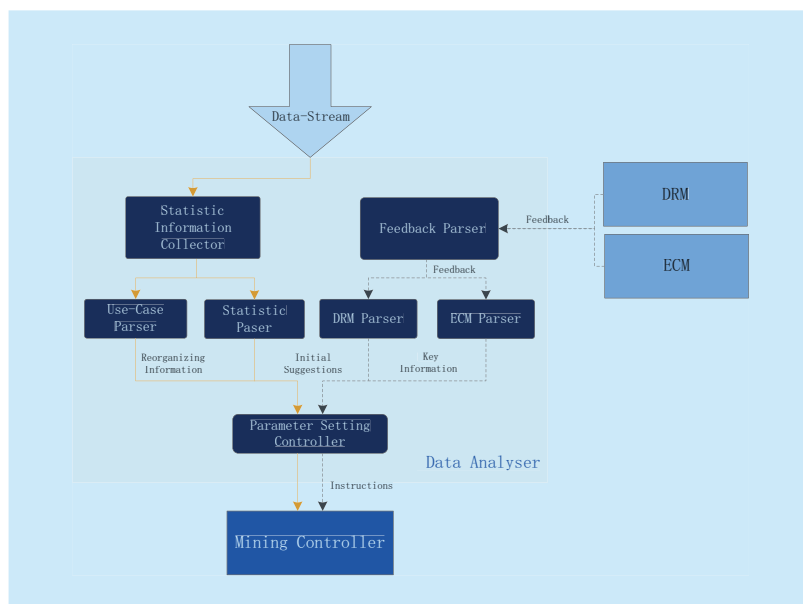 Data-Stream
DRM
Statistic
Information
Collector
Feedback Parser
Feedback
ECM
Feedback
Use-Case
Parser
Statistic
Paser
DRM Parser
ECM Parser
Reorganizing
Information
Initial
Suggestions
Key
Information
Parameter Setting
Controller
Data Analyser
Instructions
Mining Controller